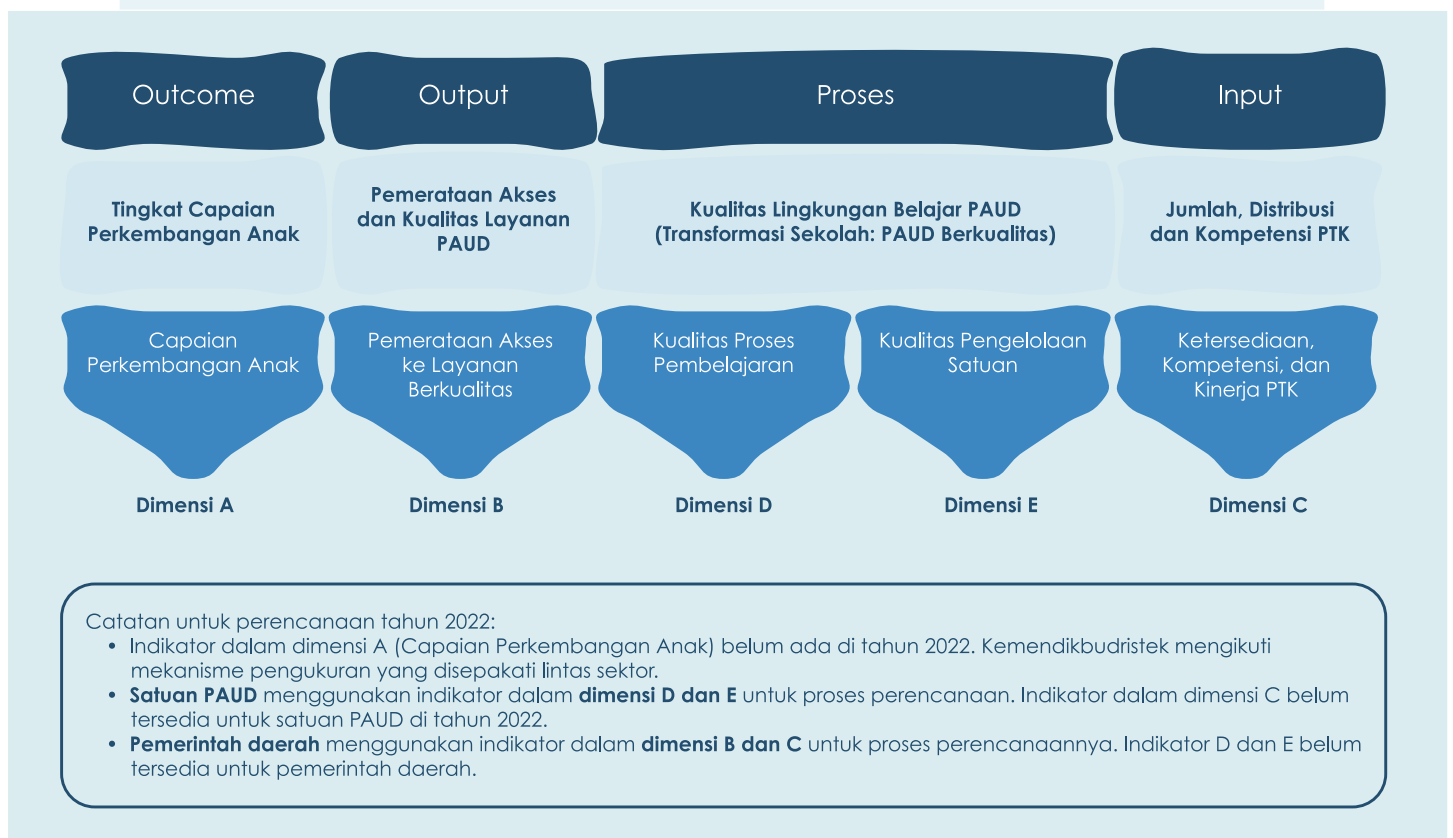 Outcome
Output
Proses
Input
Tingkat Capaian
Perkembangan Anak
Pemerataan Akses
dan Kualitas Layanan
PAUD
Kualitas Lingkungan Belajar PAUD
(Transformasi Sekolah: PAUD Berkualitas)
Jumlah, Distribusi
dan Kompetensi PTK
Capaian
Perkembangan Anak
Pemerataan Akses
ke Layanan
Berkualitas
Kualitas Proses
Pembelajaran
Kualitas Pengelolaan
Satuan
Ketersediaan,
Kompetensi, dan
Kinerja PTK
Dimensi A
Dimensi B
Dimensi D
Dimensi E
Dimensi C
Catatan untuk perencanaan tahun 2022:
• Indikator dalam dimensi A (Capaian Perkembangan Anak) belum ada di tahun 2022. Kemendikbudristek mengikuti
mekanisme pengukuran yang disepakati lintas sektor.
• Satuan PAUD menggunakan indikator dalam dimensi D dan E untuk proses perencanaan. Indikator dalam dimensi C belum
tersedia untuk satuan PAUD di tahun 2022.
• Pemerintah daerah menggunakan indikator dalam dimensi B dan C untuk proses perencanaannya. Indikator D dan E belum
tersedia untuk pemerintah daerah.